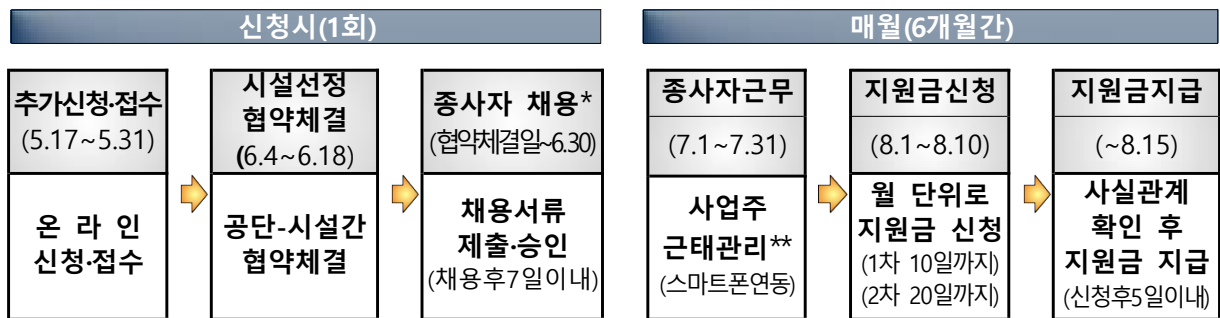 신청시(1회)
추가신청·접수
(5.17~5.31)
온 라 인
신청·접수
시설선정
협약체결
(6.4~6.18)
공단-시설간
협약체결
종사자 채용*
(협약체결일~6.30)
채용서류
제출·승인
(채용후7일이내)
매월(6개월간)
종사자근무
(7.1~7.31)
사업주
근태관리**
(스마트폰연동)
지원금신청
(8.1~8.10)
월 단위로
지원금 신청
(1차 10일까지)
(2차 20일까지)
지원금지급
(~8.15)
사실관계
확인 후
지원금 지급
(신청후5일이내)